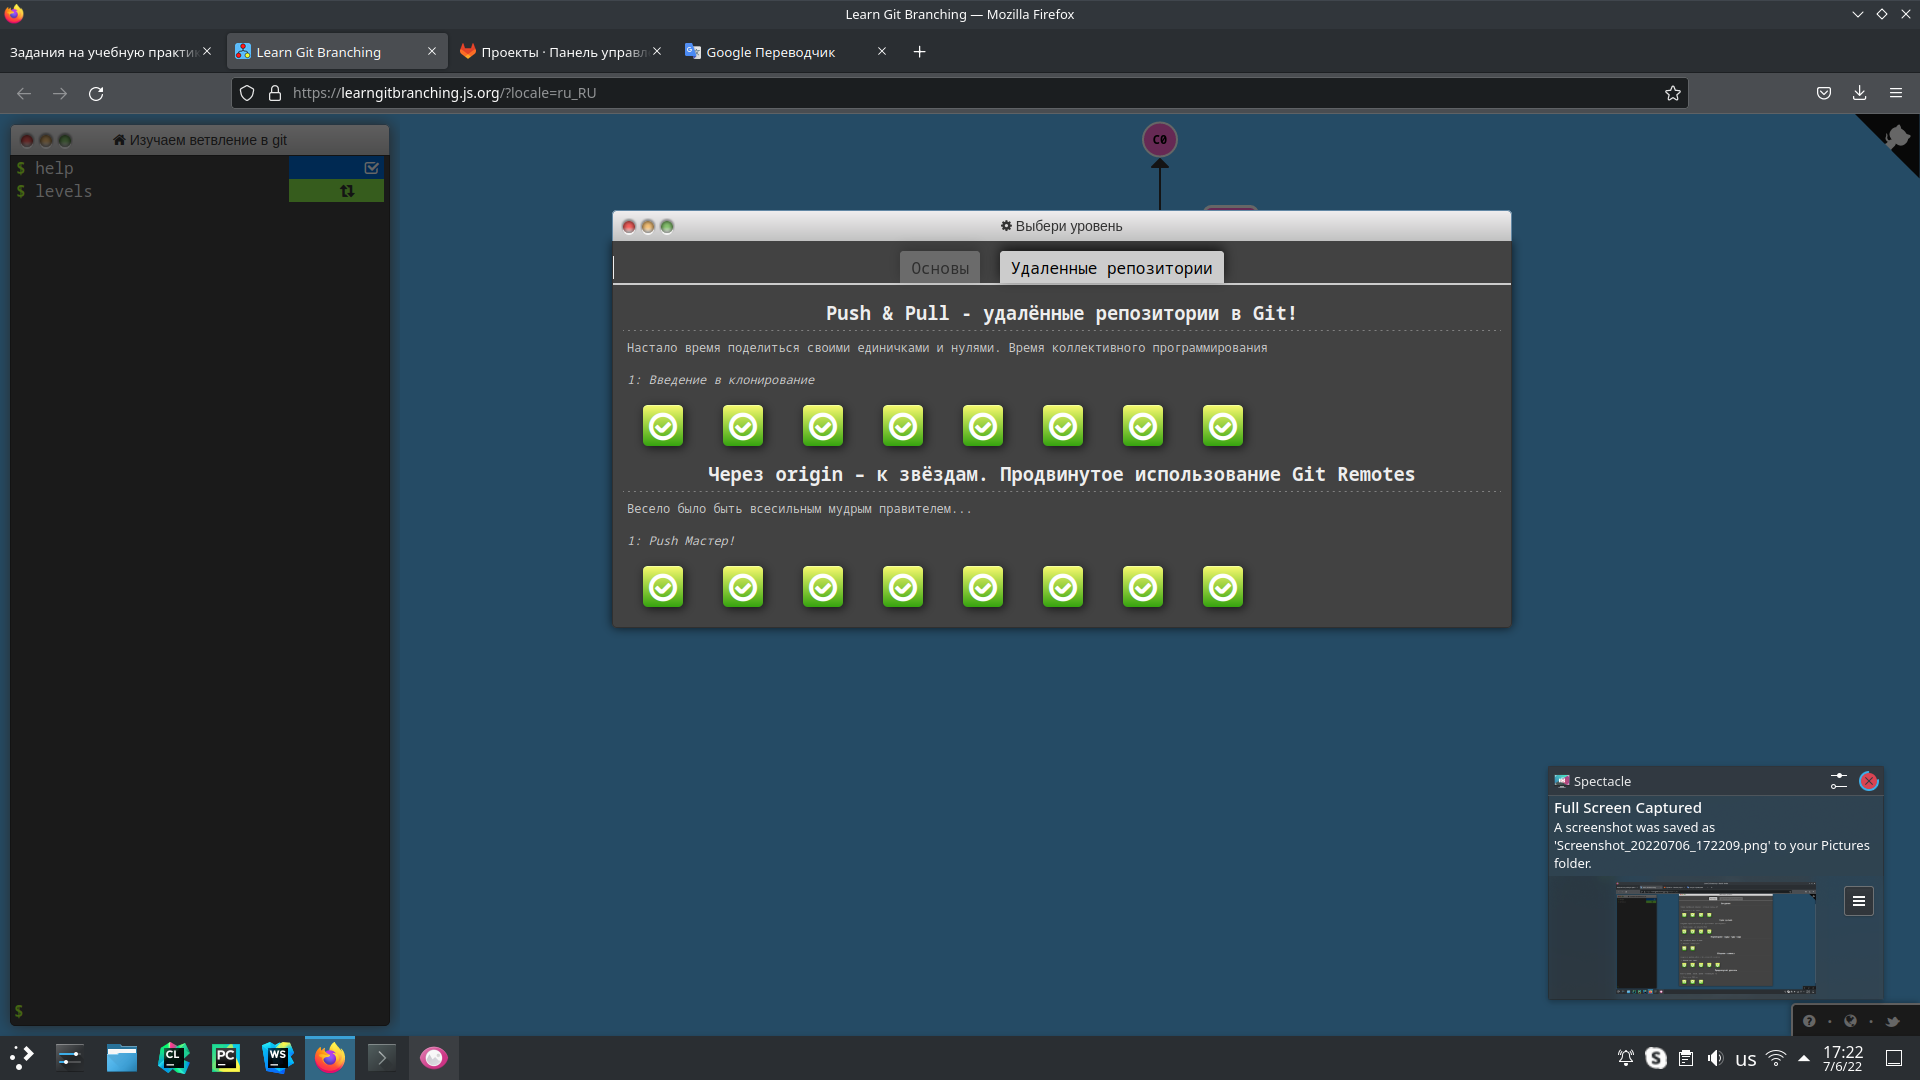 Learn Git Branching — Mozilla Firefox
Задания на учебную практик
Learn Git Branching
Проекты · Панель управл
Google Переводчик
https://learngitbranching.js.org/?locale=ru_RU
Изучаем ветвление в git
$ help
$ levels
$
C0
Выбери уровень
Основы
Удаленные репозитории
Push & Pull - удалённые репозитории в Git!
Настало время поделиться своими единичками и нулями. Время коллективного программирования
1: Введение в клонирование
Через origin – к звёздам. Продвинутое использование Git Remotes
Весело было быть всесильным мудрым правителем...
1: Push Мастер!
Spectacle
Full Screen Captured
A screenshot was saved as
'Screenshot_20220706_172209.png' to your Pictures
folder.
CL
PC
WS
us
17:22
7/6/22